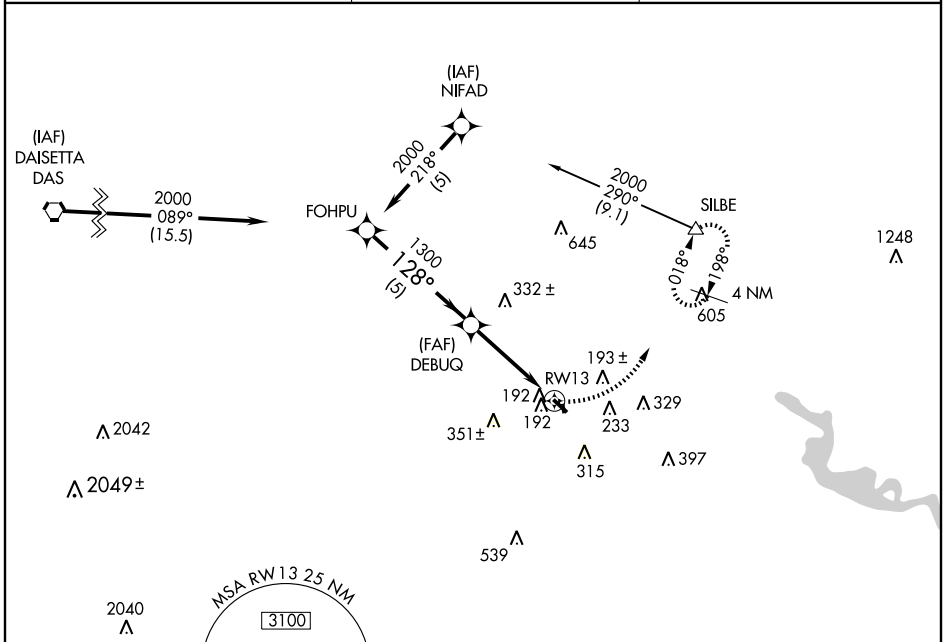 (IAF)
NIFAD
(IAF)
DAISETTA
DAS
2000
218°
(5)
2000
089°
(15.5)
FOHPU
2000
290°
(9.1)
SILBE
645
1248
018°
198°
4 NM
605
1300
128°
(5)
332 ±
(FAF)
DEBUQ
193 ±
RW13
192
192
329
233
351±
315
397
2042
2049 ±
539
MSA RW13 25 NM
3100
2040